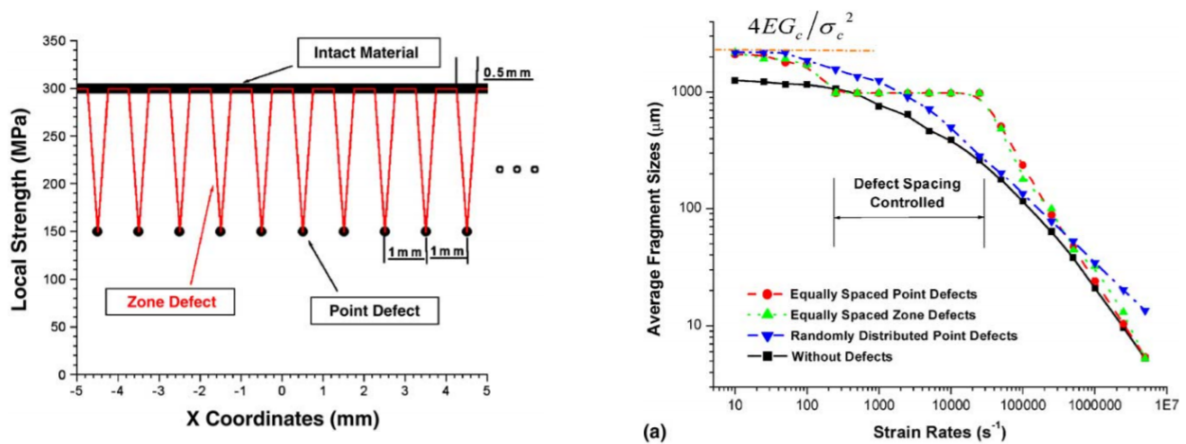 350
300
250
200
150
100
50
0
Local Strength (MPa)
Intact Material
0.5mm
1mm
1mm
Zone Defect
Point Defect
-5 -4 -3 -2 -1 0 1 2 3 4 5
X Coordinates (mm)
4EG_c/σ_c²
1000
100
10
Average Fragment Sizes (μm)
Defect Spacing
Controlled
Equally Spaced Point Defects
Equally Spaced Zone Defects
Randomly Distributed Point Defects
Without Defects
10 100 1000 10000 100000 1000000 1E7
(a)
Strain Rates (s⁻¹)